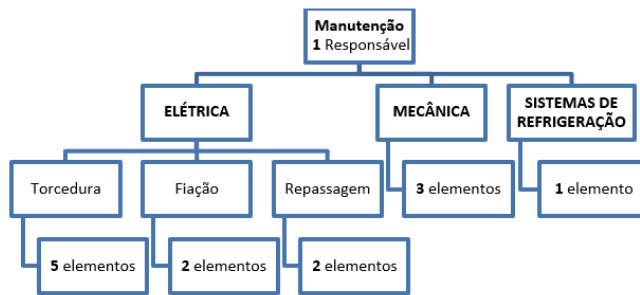 Manutenção
1 Responsável
ELÉTRICA
MECÂNICA
SISTEMAS DE
REFRIGERAÇÃO
Torcedura
Fiação
Repassagem
3 elementos
1 elemento
5 elementos
2 elementos
2 elementos